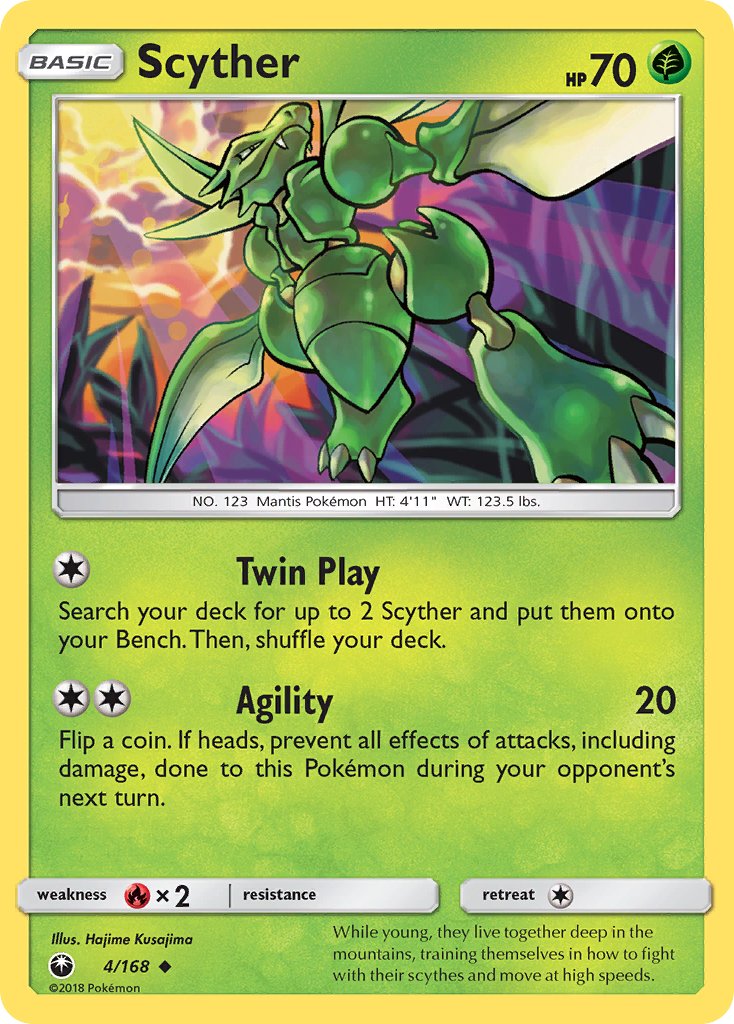 BASIC Scyther HP 70
NO. 123 Mantis Pokémon HT: 4'11" WT: 123.5 lbs.
Twin Play
Search your deck for up to 2 Scyther and put them onto
your Bench. Then, shuffle your deck.
Agility 20
Flip a coin. If heads, prevent all effects of attacks, including
damage, done to this Pokémon during your opponent's
next turn.
weakness × 2 resistance retreat
Illus. Hajime Kusajima
4/168
©2018 Pokémon
While young, they live together deep in the
mountains, training themselves in how to fight
with their scythes and move at high speeds.